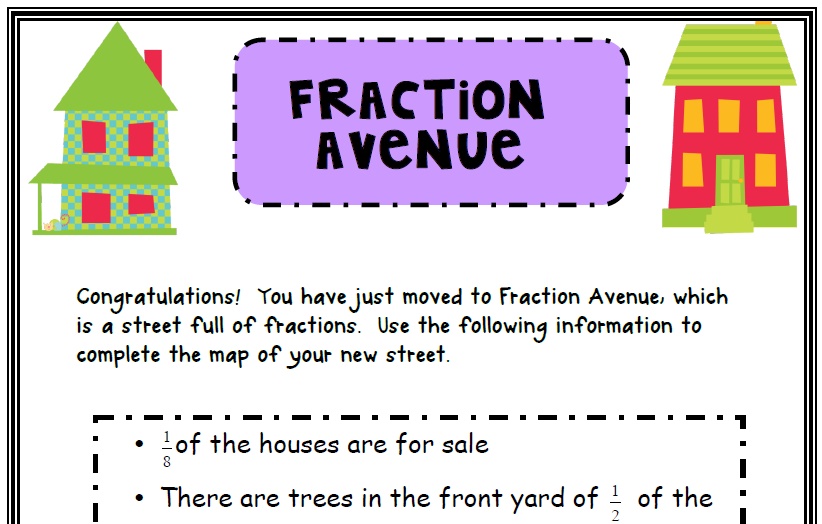 FRACTiON
AVeNUe
Congratulations! You have just moved to Fraction Avenue, which
is a street full of fractions. Use the following information to
complete the map of your new street.
• 1/8 of the houses are for sale
• There are trees in the front yard of 1/2 of the